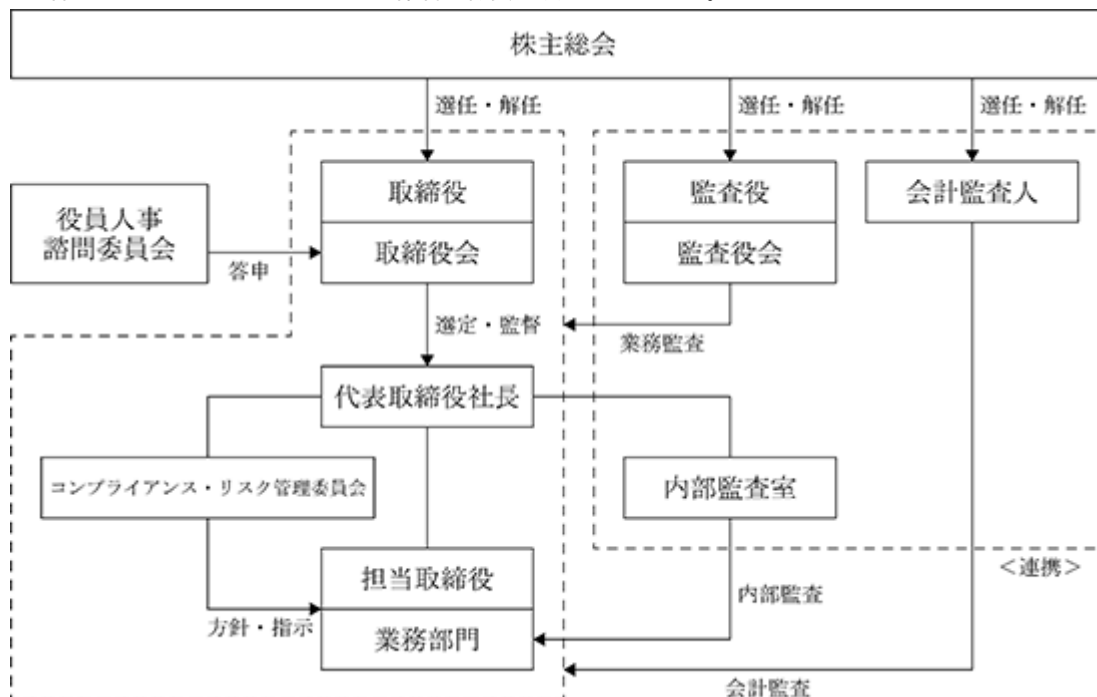 株主総会
選任・解任
選任・解任
選任・解任
取締役
取締役会
監査役
監査役会
会計監査人
役員人事
諮問委員会
答申
選定・監督
業務監査
代表取締役社長
コンプライアンス・リスク管理委員会
内部監査室
<連携>
担当取締役
業務部門
方針・指示
内部監査
会計監査